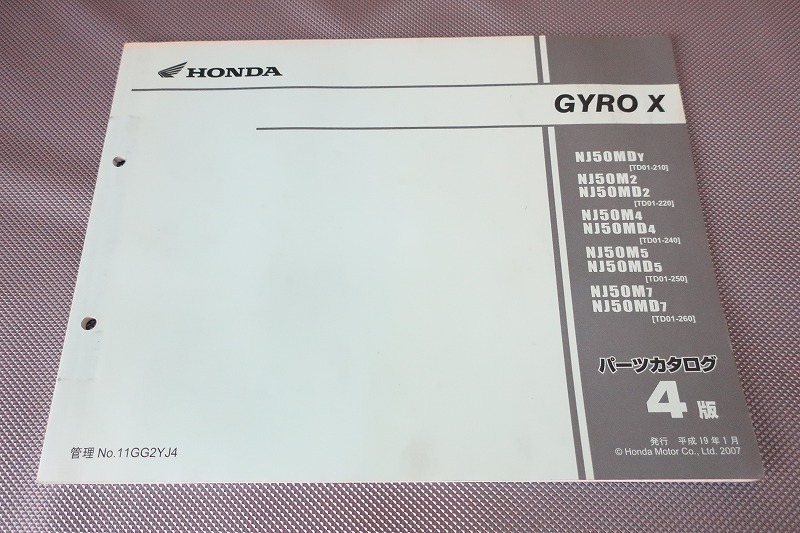 HONDA
GYRO X
NJ50MDY
[TD01-210]
NJ50M2
NJ50MD2
[TD01-220]
NJ50M4
NJ50MD4
[TD01-240]
NJ50M5
NJ50MD5
[TD01-250]
NJ50M7
NJ50MD7
[TD01-260]
パーツカタログ
4版
発行 平成19年1月
© Honda Motor Co., Ltd. 2007
管理 No.11GG2YJ4